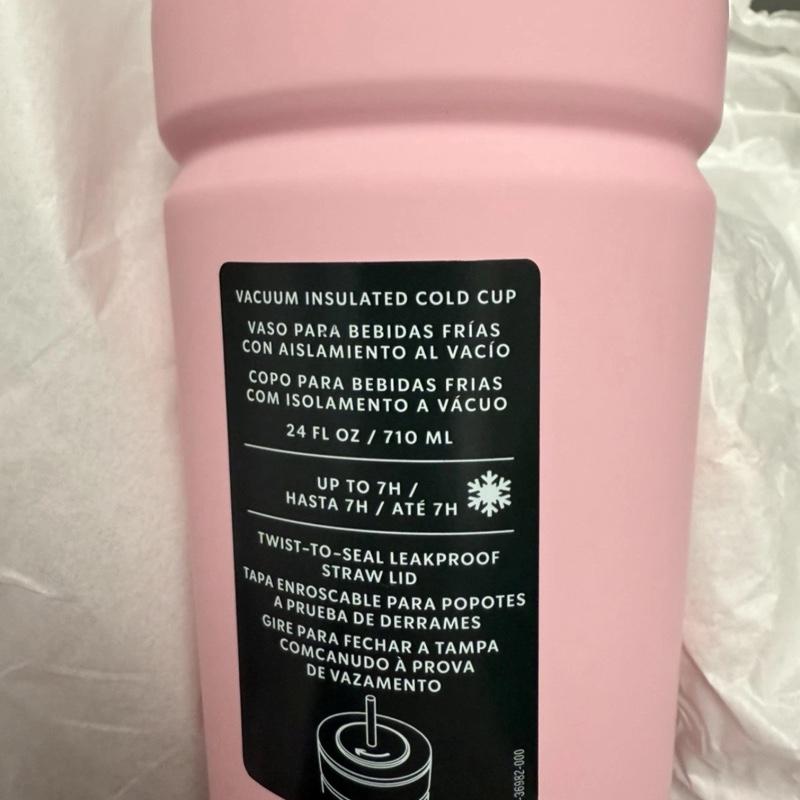 VACUUM INSULATED COLD CUP
VASO PARA BEBIDAS FRÍAS
CON AISLAMIENTO AL VACÍO
COPO PARA BEBIDAS FRIAS
COM ISOLAMENTO A VÁCUO
24 FL OZ / 710 ML
UP TO 7H /
HASTA 7H / ATÉ 7H
TWIST-TO-SEAL LEAKPROOF
STRAW LID
TAPA ENROSCABLE PARA POPOTES
A PRUEBA DE DERRAMES
GIRE PARA FECHAR A TAMPA
COMCANUDO À PROVA
DE VAZAMENTO
-36982-000